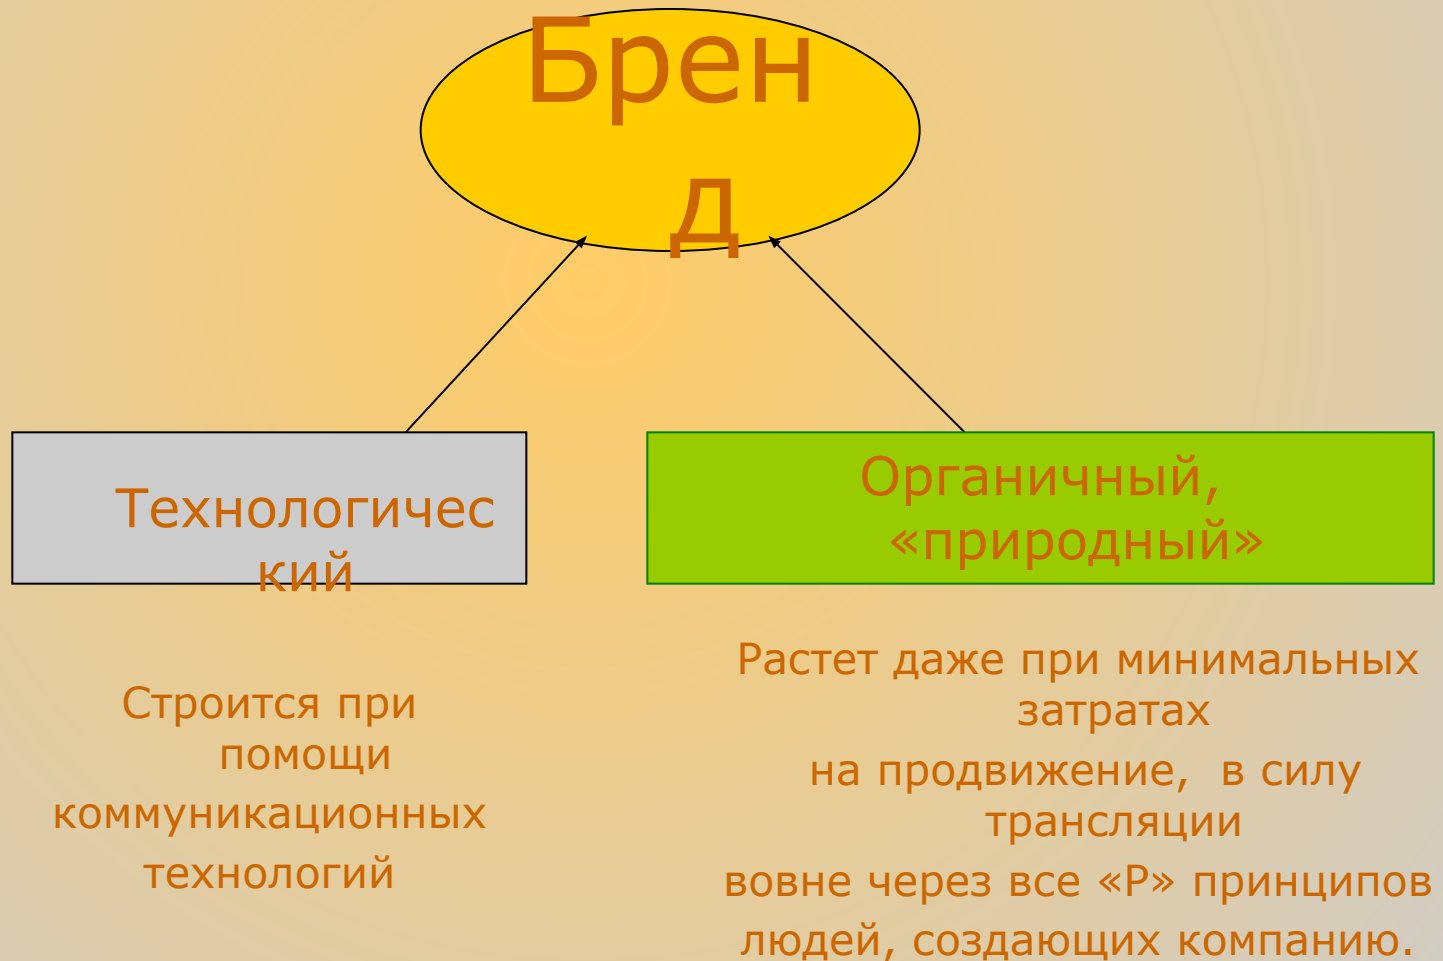 Брен
д
Технологичес
кий
Органичный,
«природный»
Строится при
помощи
коммуникационных
технологий
Растет даже при минимальных
затратах
на продвижение,  в силу
трансляции
вовне через все «Р» принципов
людей, создающих компанию.